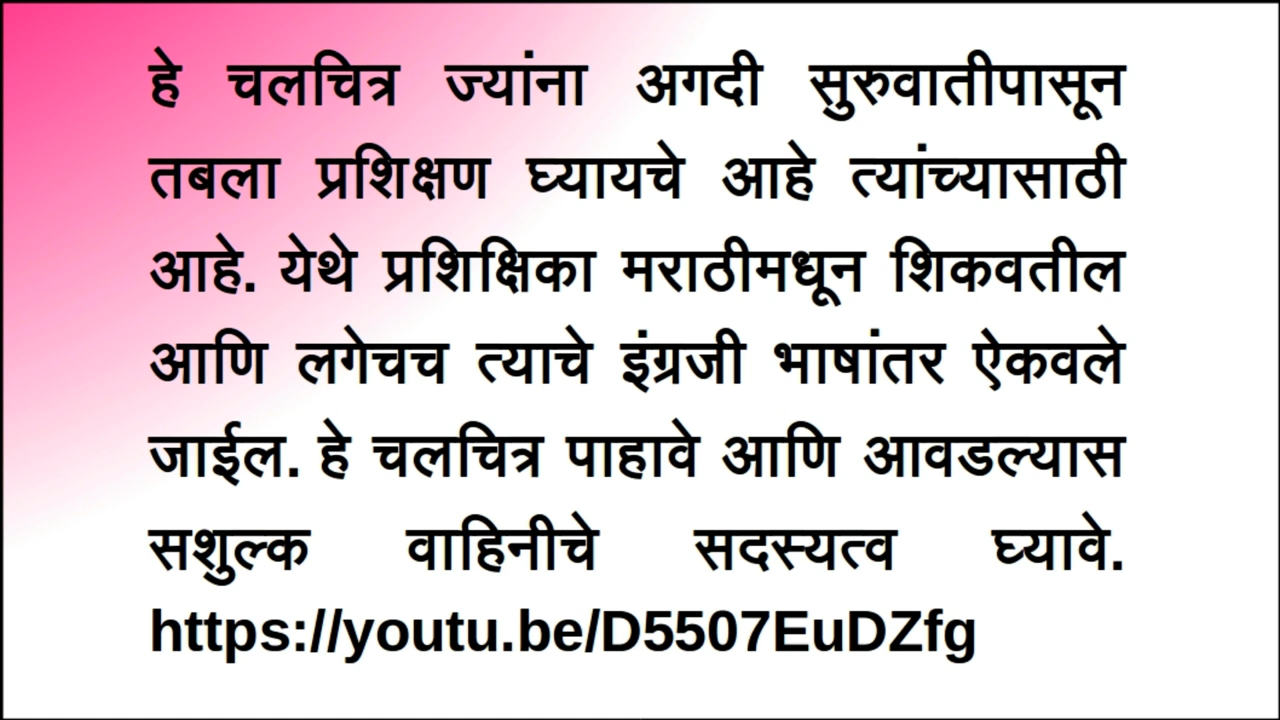 हे चलचित्र ज्यांना अगदी सुरुवातीपासून
तबला प्रशिक्षण घ्यायचे आहे त्यांच्यासाठी
आहे. येथे प्रशिक्षिका मराठीमधून शिकवतील
आणि लगेचच त्याचे इंग्रजी भाषांतर ऐकवले
जाईल. हे चलचित्र पाहावे आणि आवडल्यास
सशुल्क वाहिनीचे सदस्यत्व घ्यावे.
https://youtu.be/D5507EuDZfg